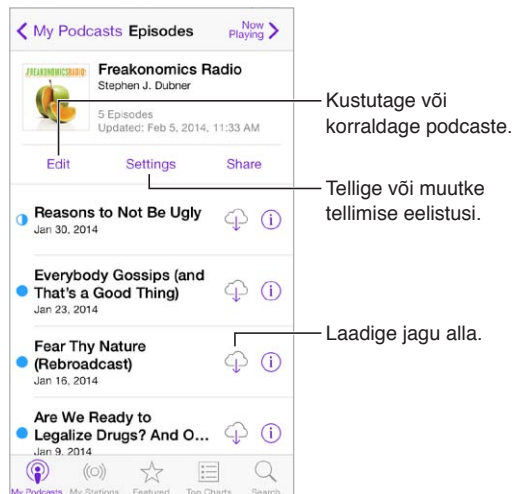 My Podcasts Episodes Now Playing
FREAKONOMICS RADIO
Freakonomics Radio
Stephen J. Dubner
5 Episodes
Updated: Feb 5, 2014, 11:33 AM
Edit Settings Share
Reasons to Not Be Ugly
Jan 30, 2014
Everybody Gossips (and
That's a Good Thing)
Jan 23, 2014
Fear Thy Nature
(Rebroadcast)
Jan 16, 2014
Are We Ready to
Legalize Drugs? And O...
Jan 9, 2014
My Podcasts My Stations Featured Top Charts Search
Kustutage või
korraldage podcaste.
Tellige või muutke
tellimise eelistusi.
Laadige jagu alla.